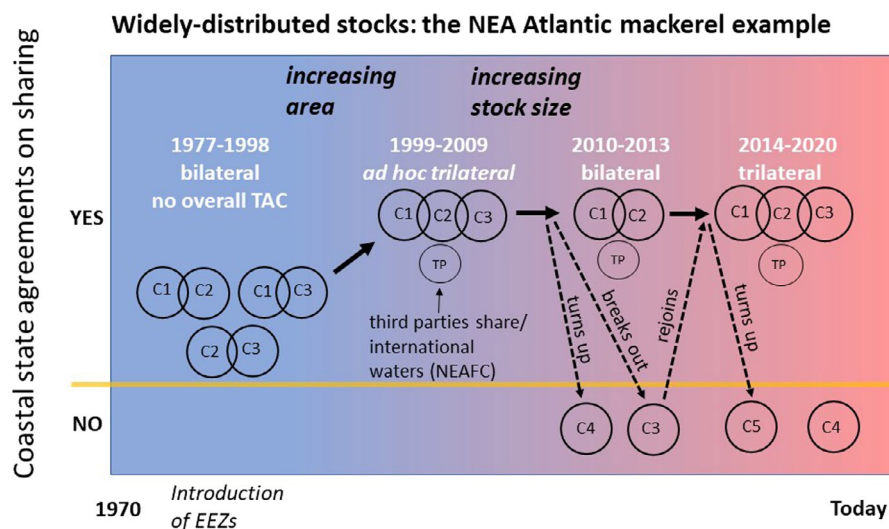 Widely-distributed stocks: the NEA Atlantic mackerel example
Coastal state agreements on sharing
increasing
area
increasing
stock size
1977-1998
bilateral
no overall TAC
1999-2009
ad hoc trilateral
2010-2013
bilateral
2014-2020
trilateral
YES
C1 C2
C1 C3
C2 C3
C1 C2 C3
TP
third parties share/
international
waters (NEAFC)
C1 C2
TP
C1 C2 C3
TP
turns up
breaks out
rejoins
turns up
NO
C4
C3
C5
C4
1970
Introduction
of EEZs
Today